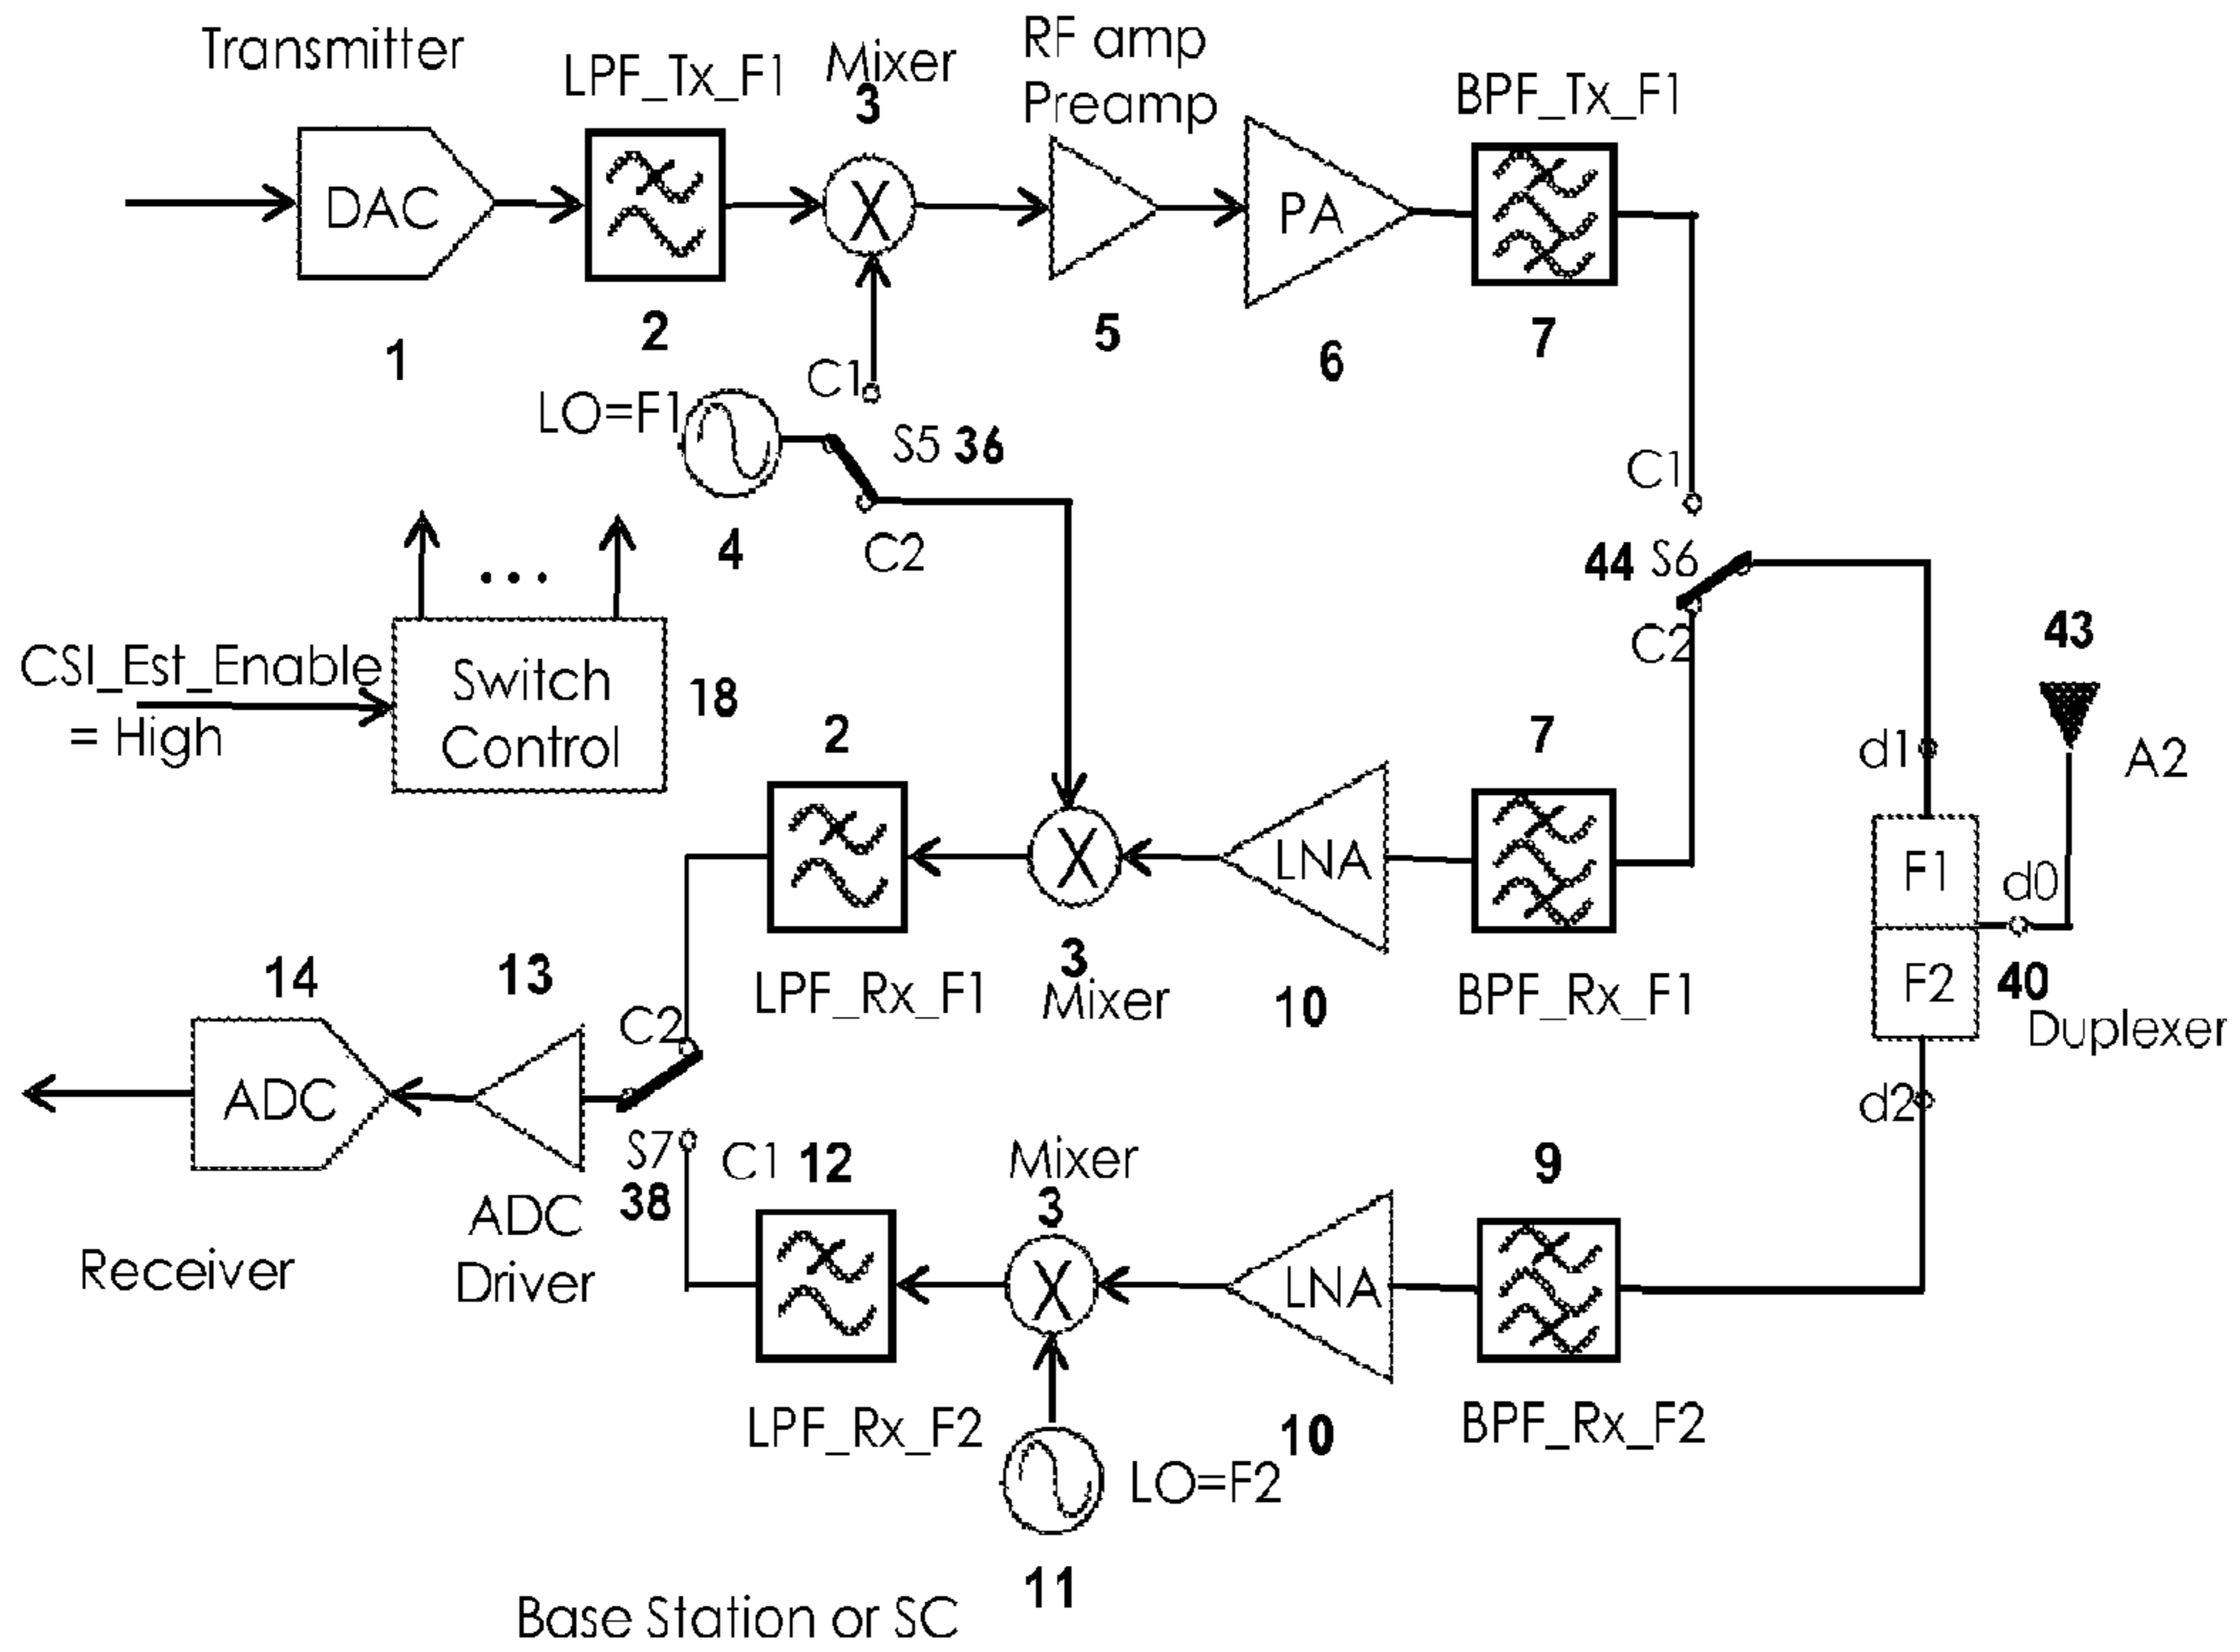 Transmitter
LPF_Tx_F1
Mixer
3
RF amp
Preamp
BPF_Tx_F1
DAC
X
PA
1
2
5
6
7
C1
LO=F1
S5 36
4
C2
C1
44 S6
C2
43
CSI_Est_Enable
= High
Switch
Control
18
2
7
d1
A2
X
LNA
F1
d0
F2
40
Duplexer
LPF_Rx_F1
3
Mixer
10
BPF_Rx_F1
14
13
C2
ADC
d2
S7
38
C1
12
Mixer
3
9
ADC
Driver
Receiver
X
LNA
LPF_Rx_F2
10
BPF_Rx_F2
LO=F2
11
Base Station or SC